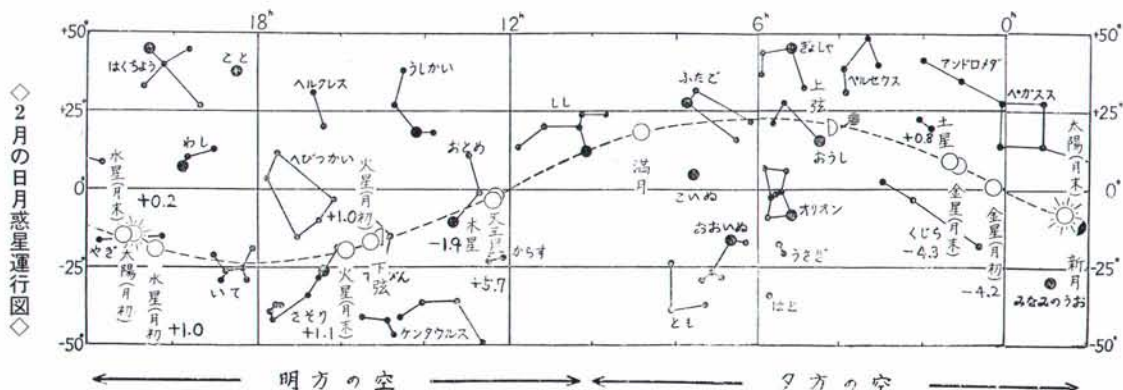 ◇2月の日月惑星運行図◇
18ʰ
12ʰ
6ʰ
0ʰ
+50°
+25
0°
-25
-50°
+50°
+25
0°
-25
-50°
はくちょう
こと
ヘルクレス
うしかい
しし
ふたご
ぎょしゃ
上弦
ペルセウス
アンドロメダ
ペガスス
水星(月末)
わし
へびつかい
火星(月初)
おとめ
満月
おうし
+0.8
土星
太陽(月末)
+0.2
+1.0
木星
天王星
こいぬ
オリオン
金星(月末)
金星(月初)
やぎ
太陽(月初)
水星(月初)
-1.9
からす
おおいぬ
うさぎ
くじら
-4.3
新月
いて
下弦
+5.7
-4.2
みなみのうお
+1.0
さそり
火星(月末)
+1.1
ケンタウルス
とも
はと
明方の空
夕方の空